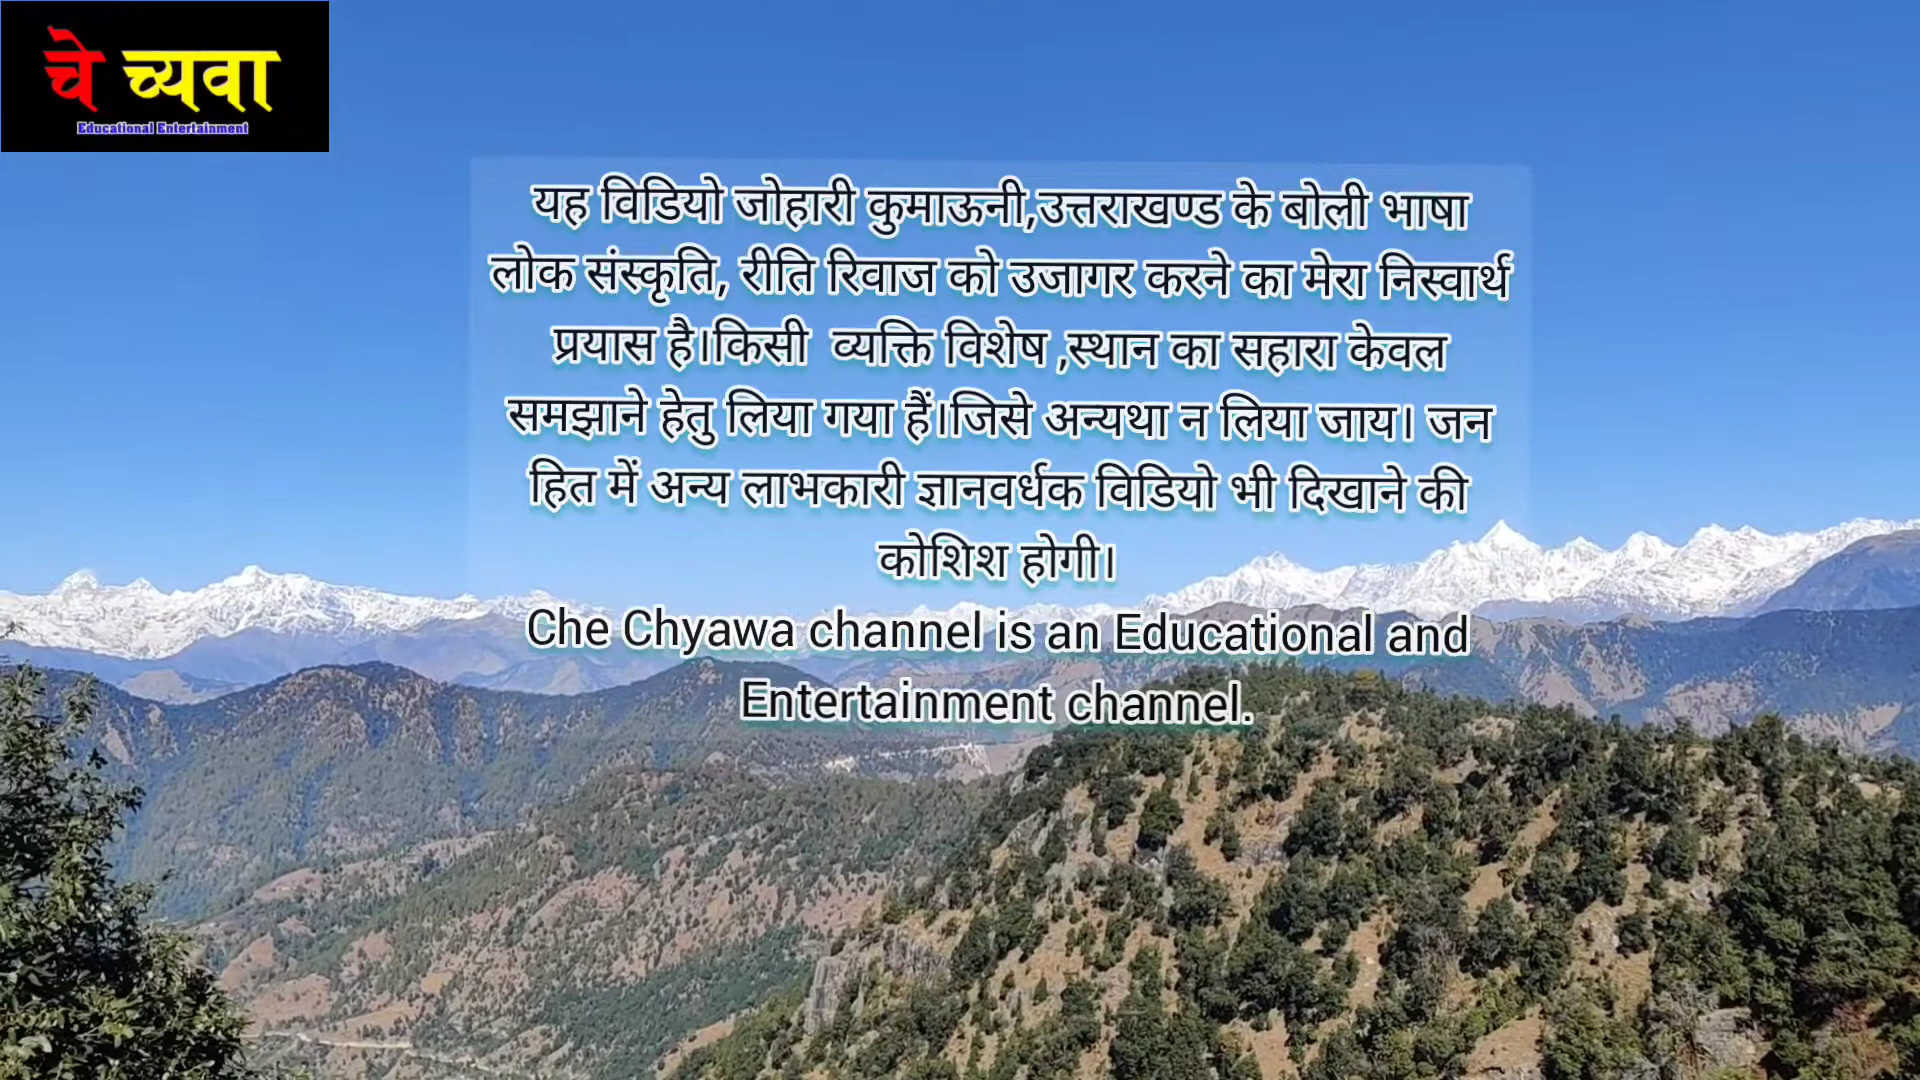 चे च्यवा
Educational Entertainment
यह विडियो जोहारी कुमाऊनी,उत्तराखण्ड के बोली भाषा
लोक संस्कृति, रीति रिवाज को उजागर करने का मेरा निस्वार्थ
प्रयास है।किसी  व्यक्ति विशेष ,स्थान का सहारा केवल
समझाने हेतु लिया गया हैं।जिसे अन्यथा न लिया जाय। जन
हित में अन्य लाभकारी ज्ञानवर्धक विडियो भी दिखाने की
कोशिश होगी।
Che Chyawa channel is an Educational and
Entertainment channel.